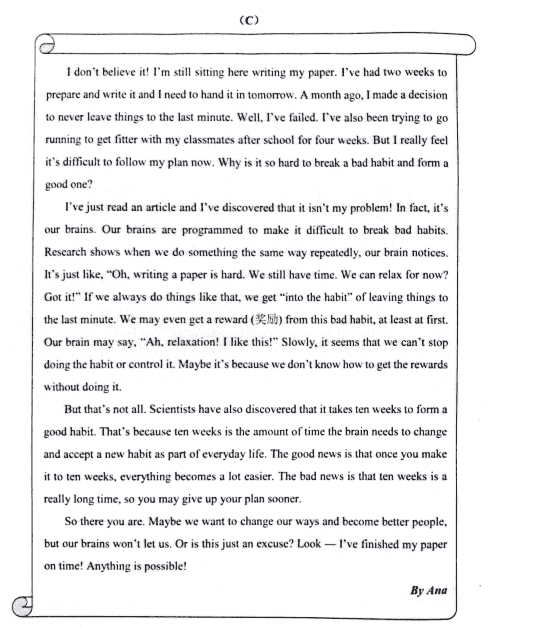 (C)
I don't believe it! I'm still sitting here writing my paper. I've had two weeks to
prepare and write it and I need to hand it in tomorrow. A month ago, I made a decision
to never leave things to the last minute. Well, I've failed. I've also been trying to go
running to get fitter with my classmates after school for four weeks. But I really feel
it's difficult to follow my plan now. Why is it so hard to break a bad habit and form a
good one?
I've just read an article and I've discovered that it isn't my problem! In fact, it's
our brains. Our brains are programmed to make it difficult to break bad habits.
Research shows when we do something the same way repeatedly, our brain notices.
It's just like, “Oh, writing a paper is hard. We still have time. We can relax for now?
Got it!” If we always do things like that, we get “into the habit” of leaving things to
the last minute. We may even get a reward (奖励) from this bad habit, at least at first.
Our brain may say, “Ah, relaxation! I like this!” Slowly, it seems that we can't stop
doing the habit or control it. Maybe it's because we don't know how to get the rewards
without doing it.
But that's not all. Scientists have also discovered that it takes ten weeks to form a
good habit. That's because ten weeks is the amount of time the brain needs to change
and accept a new habit as part of everyday life. The good news is that once you make
it to ten weeks, everything becomes a lot easier. The bad news is that ten weeks is a
really long time, so you may give up your plan sooner.
So there you are. Maybe we want to change our ways and become better people,
but our brains won't let us. Or is this just an excuse? Look — I've finished my paper
on time! Anything is possible!
By Ana